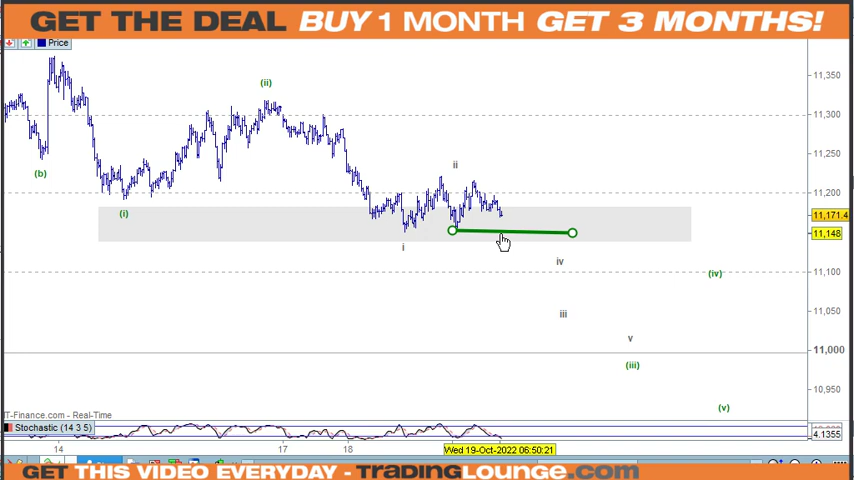 GET THE DEAL BUY 1 MONTH GET 3 MONTHS!
Price
11,350
(ii)
11,300
11,250
(b)
ii
11,200
(i)
11,171.4
11,148
i
iv
11,100
(iv)
11,050
iii
v
11,000
(iii)
10,950
(v)
IT-Finance.com - Real-Time
Stochastic (14 3 5)
4.1355
14
17
18
Wed 19-Oct-2022 06:50:21
GET THIS VIDEO EVERYDAY - TradingLounge.com